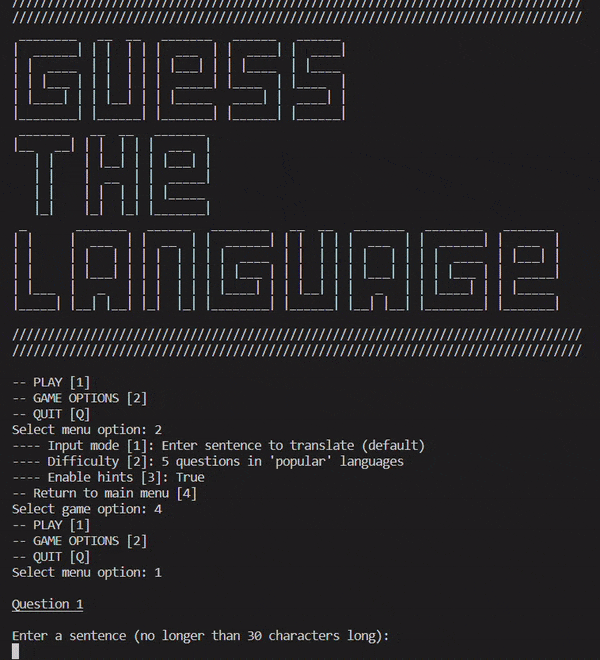 GUESS
THE
LANGUAGE
-- PLAY [1]
-- GAME OPTIONS [2]
-- QUIT [Q]
Select menu option: 2
---- Input mode [1]: Enter sentence to translate (default)
---- Difficulty [2]: 5 questions in 'popular' languages
---- Enable hints [3]: True
-- Return to main menu [4]
Select game option: 4
-- PLAY [1]
-- GAME OPTIONS [2]
-- QUIT [Q]
Select menu option: 1
Question 1
Enter a sentence (no longer than 30 characters long):